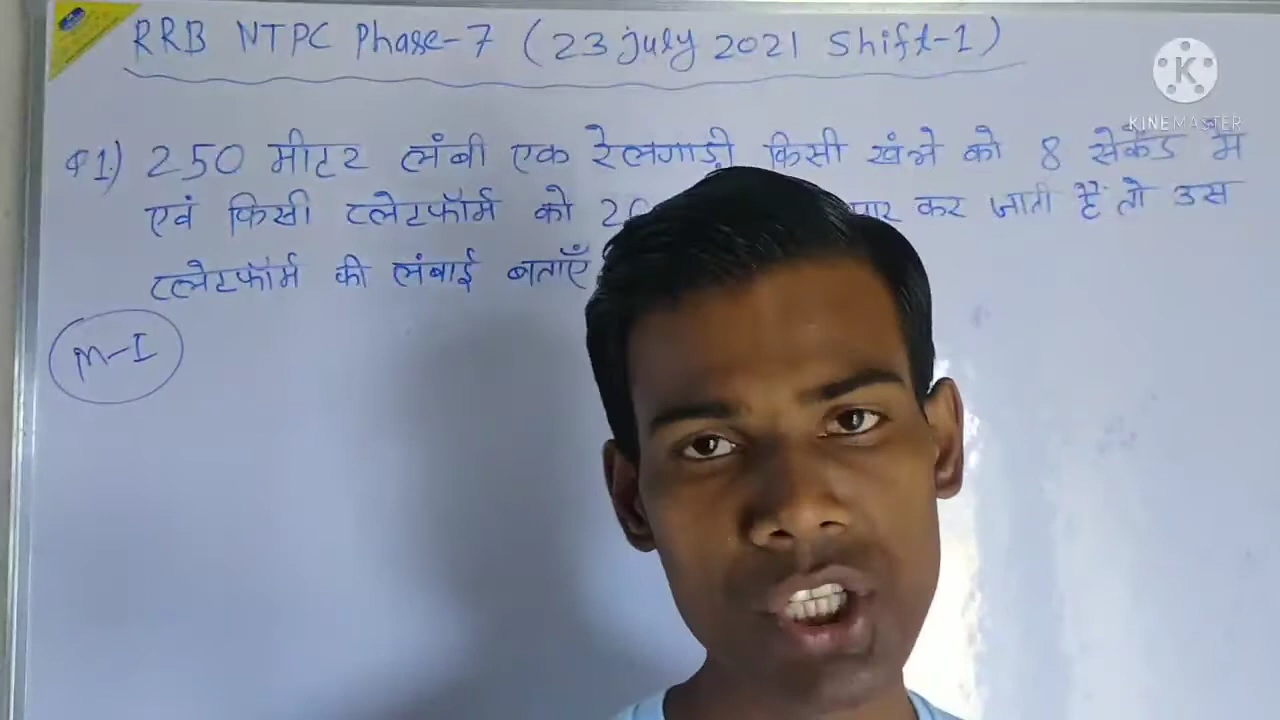 RRB NTPC Phase-7 (23 july 2021 Shift-1)
KINEMASTER
Q1) 250 मीटर लंबी एक रेलगाड़ी किसी खंभे को 8 सेकेंड में
एवं किसी प्लेटफॉर्म को पार कर जाती है तो उस
प्लेटफॉर्म की लंबाई बताएँ
M-I